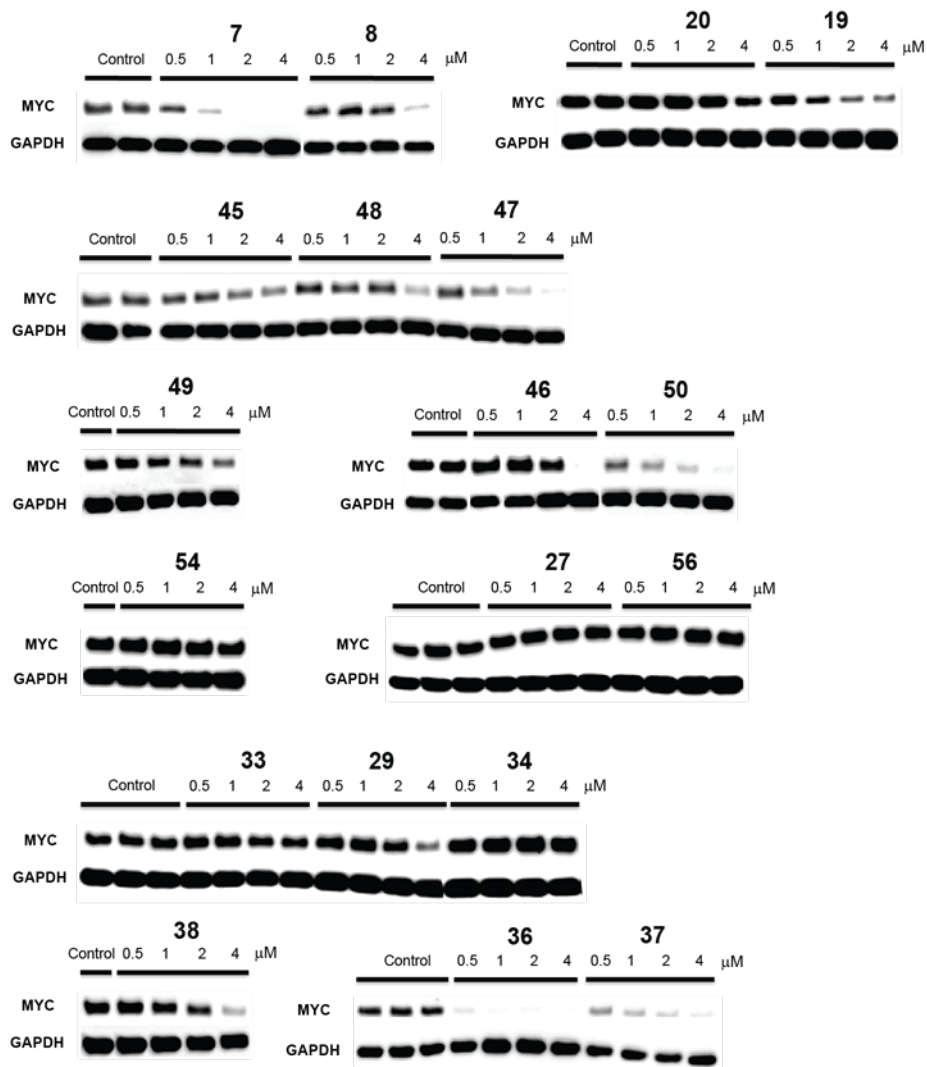 7 8
Control 0.5 1 2 4 0.5 1 2 4 μM
MYC
GAPDH
20 19
Control 0.5 1 2 4 0.5 1 2 4 μM
MYC
GAPDH
45 48 47
Control 0.5 1 2 4 0.5 1 2 4 0.5 1 2 4 μM
MYC
GAPDH
49
Control 0.5 1 2 4 μM
MYC
GAPDH
46 50
Control 0.5 1 2 4 0.5 1 2 4 μM
MYC
GAPDH
54
Control 0.5 1 2 4 μM
MYC
GAPDH
27 56
Control 0.5 1 2 4 0.5 1 2 4 μM
MYC
GAPDH
33 29 34
Control 0.5 1 2 4 0.5 1 2 4 0.5 1 2 4 μM
MYC
GAPDH
38
Control 0.5 1 2 4 μM
MYC
GAPDH
36 37
Control 0.5 1 2 4 0.5 1 2 4 μM
MYC
GAPDH